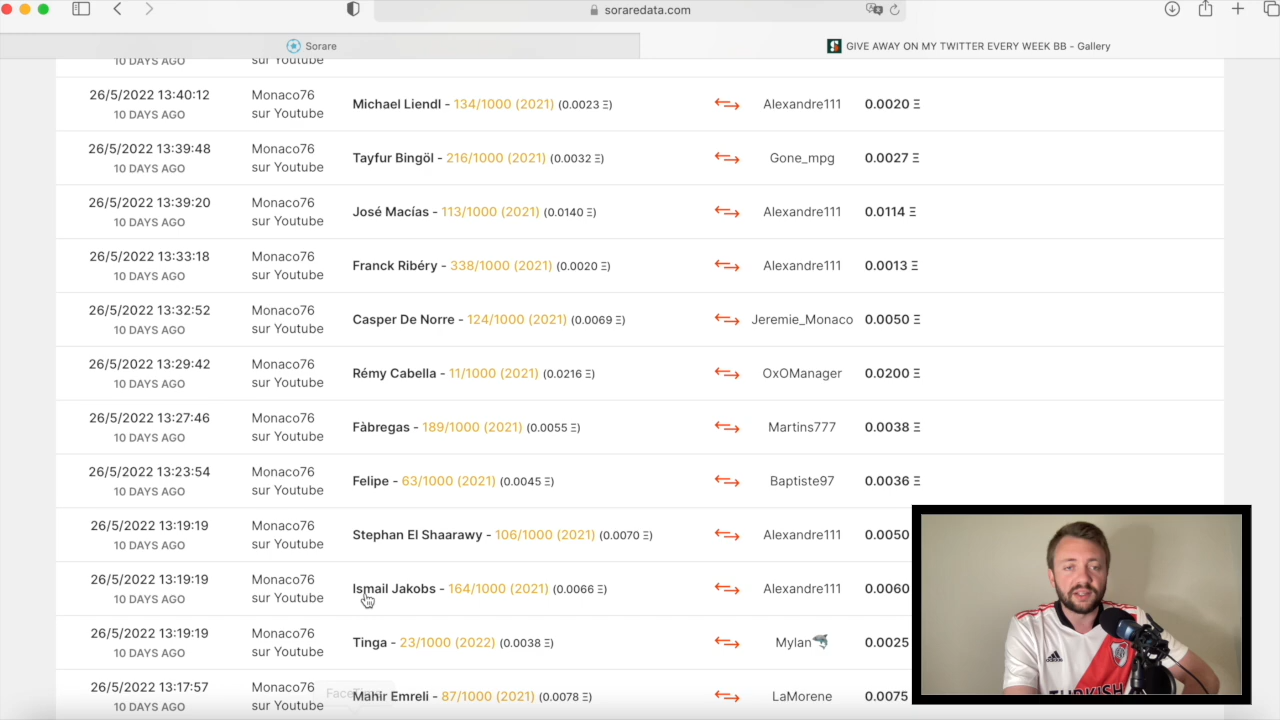 soraredata.com
Sorare
GIVE AWAY ON MY TWITTER EVERY WEEK BB - Gallery
10 DAYS AGO
sur Youtube
26/5/2022 13:40:12
10 DAYS AGO
Monaco76
sur Youtube
Michael Liendl - 134/1000 (2021) (0.0023 Ξ)
Alexandre111
0.0020 Ξ
26/5/2022 13:39:48
10 DAYS AGO
Monaco76
sur Youtube
Tayfur Bingöl - 216/1000 (2021) (0.0032 Ξ)
Gone_mpg
0.0027 Ξ
26/5/2022 13:39:20
10 DAYS AGO
Monaco76
sur Youtube
José Macías - 113/1000 (2021) (0.0140 Ξ)
Alexandre111
0.0114 Ξ
26/5/2022 13:33:18
10 DAYS AGO
Monaco76
sur Youtube
Franck Ribéry - 338/1000 (2021) (0.0020 Ξ)
Alexandre111
0.0013 Ξ
26/5/2022 13:32:52
10 DAYS AGO
Monaco76
sur Youtube
Casper De Norre - 124/1000 (2021) (0.0069 Ξ)
Jeremie_Monaco
0.0050 Ξ
26/5/2022 13:29:42
10 DAYS AGO
Monaco76
sur Youtube
Rémy Cabella - 11/1000 (2021) (0.0216 Ξ)
OxOManager
0.0200 Ξ
26/5/2022 13:27:46
10 DAYS AGO
Monaco76
sur Youtube
Fàbregas - 189/1000 (2021) (0.0055 Ξ)
Martins777
0.0038 Ξ
26/5/2022 13:23:54
10 DAYS AGO
Monaco76
sur Youtube
Felipe - 63/1000 (2021) (0.0045 Ξ)
Baptiste97
0.0036 Ξ
26/5/2022 13:19:19
10 DAYS AGO
Monaco76
sur Youtube
Stephan El Shaarawy - 106/1000 (2021) (0.0070 Ξ)
Alexandre111
0.0050
26/5/2022 13:19:19
10 DAYS AGO
Monaco76
sur Youtube
Ismail Jakobs - 164/1000 (2021) (0.0066 Ξ)
Alexandre111
0.0060
26/5/2022 13:19:19
10 DAYS AGO
Monaco76
sur Youtube
Tinga - 23/1000 (2022) (0.0038 Ξ)
Mylan🦈
0.0025
26/5/2022 13:17:57
10 DAYS AGO
Monaco76
sur Youtube
Mahir Emreli - 87/1000 (2021) (0.0078 Ξ)
LaMorene
0.0075
adidas
TURKISH